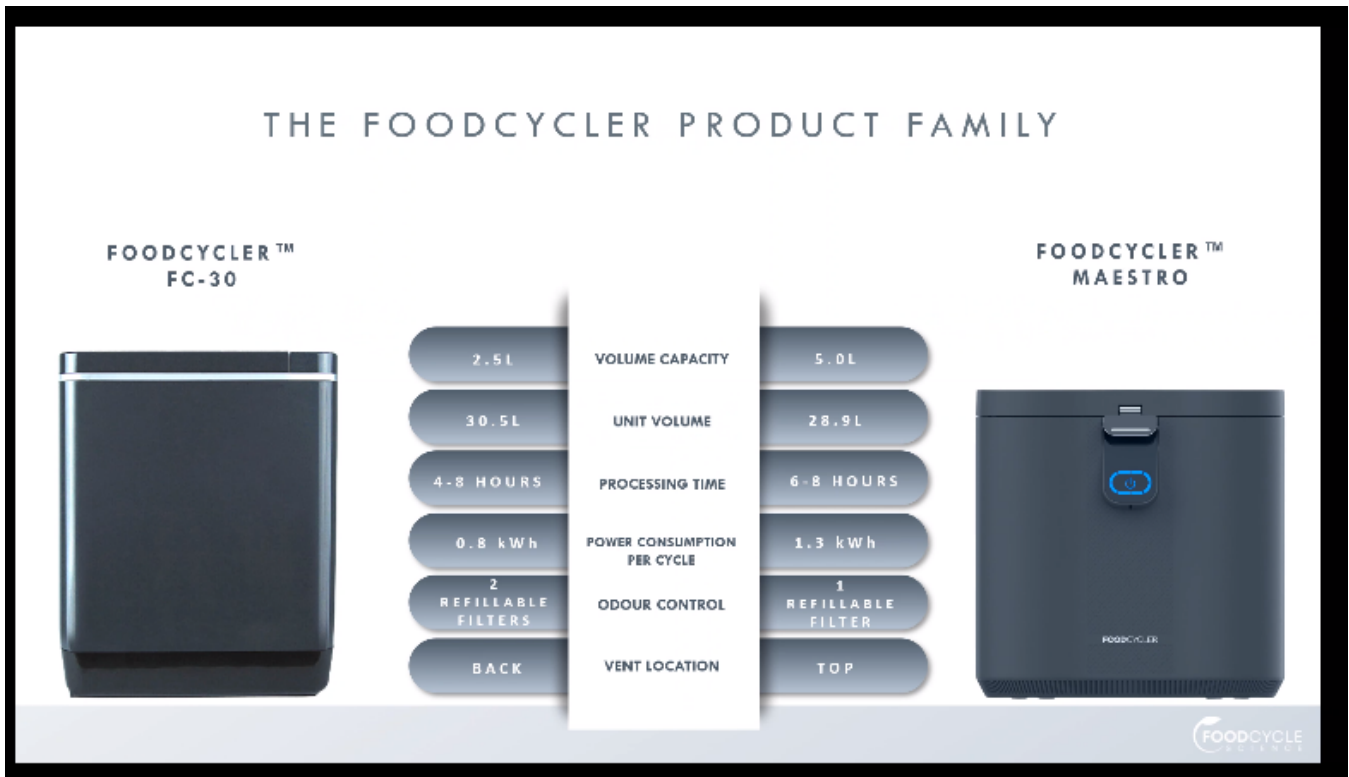 THE FOODCYCLER PRODUCT FAMILY
FOODCYCLER™
FC-30
FOODCYCLER™
MAESTRO
2.5L VOLUME CAPACITY 5.0L
30.5L UNIT VOLUME 28.9L
4-8 HOURS PROCESSING TIME 6-8 HOURS
0.8 kWh POWER CONSUMPTION PER CYCLE 1.3 kWh
2 REFILLABLE FILTERS ODOUR CONTROL 1 REFILLABLE FILTER
BACK VENT LOCATION TOP
FOODCYCLER
FOODCYCLE
SCIENCE